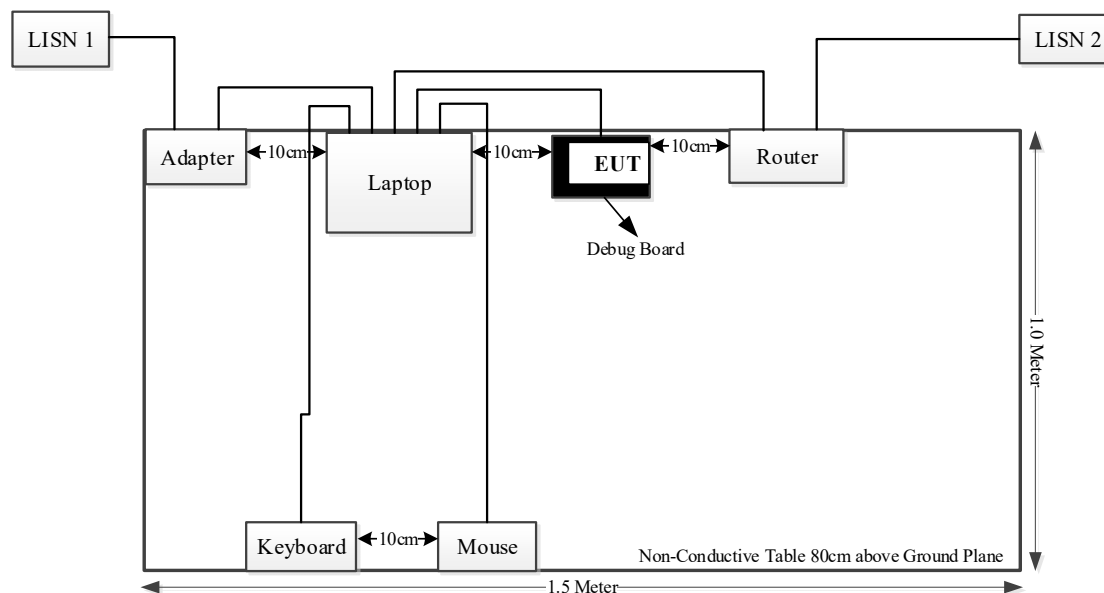 LISN 1
LISN 2
Adapter
10cm
Laptop
10cm
EUT
10cm
Router
Debug Board
1.0 Meter
Keyboard
10cm
Mouse
Non-Conductive Table 80cm above Ground Plane
1.5 Meter